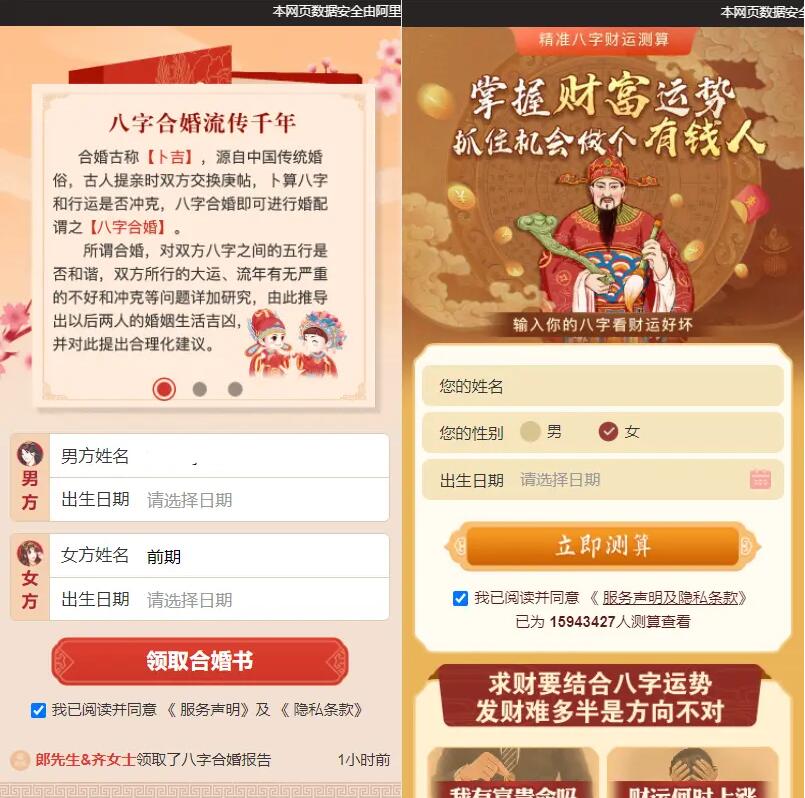 本网页数据安全由阿里
八字合婚流传千年
合婚古称【卜吉】，源自中国传统婚
俗，古人提亲时双方交换庚帖，卜算八字
和行运是否冲克，八字合婚即可进行婚配
谓之【八字合婚】。
所谓合婚，对双方八字之间的五行是
否和谐，双方所行的大运、流年有无严重
的不好和冲克等问题详加研究，由此推导
出以后两人的婚姻生活吉凶，
并对此提出合理化建议。
男方
男方姓名
出生日期 请选择日期
女方
女方姓名 前期
出生日期 请选择日期
领取合婚书
我已阅读并同意《服务声明》及《隐私条款》
郎先生&齐女士领取了八字合婚报告 1小时前
本网页数据安全
精准八字财运测算
掌握财富运势
抓住机会做个有钱人
输入你的八字看财运好坏
您的姓名
您的性别 男 女
出生日期 请选择日期
立即测算
我已阅读并同意《服务声明及隐私条款》
已为 15943427人测算查看
求财要结合八字运势
发财难多半是方向不对
我有富贵命吗 财运何时上涨